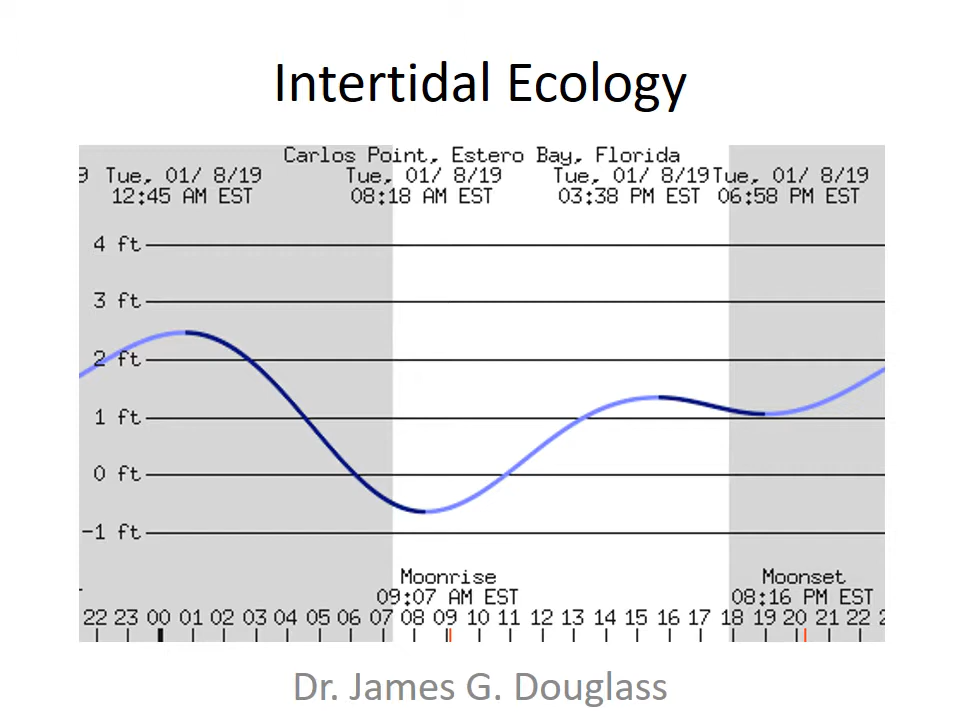 Intertidal Ecology
Carlos Point, Estero Bay, Florida
9 Tue, 01/ 8/19 Tue, 01/ 8/19 Tue, 01/ 8/19 Tue, 01/ 8/19
12:45 AM EST 08:18 AM EST 03:38 PM EST 06:58 PM EST
4 ft
3 ft
2 ft
1 ft
0 ft
-1 ft
Moonrise Moonset
09:07 AM EST 08:16 PM EST
22 23 00 01 02 03 04 05 06 07 08 09 10 11 12 13 14 15 16 17 18 19 20 21 22 2
Dr. James G. Douglass